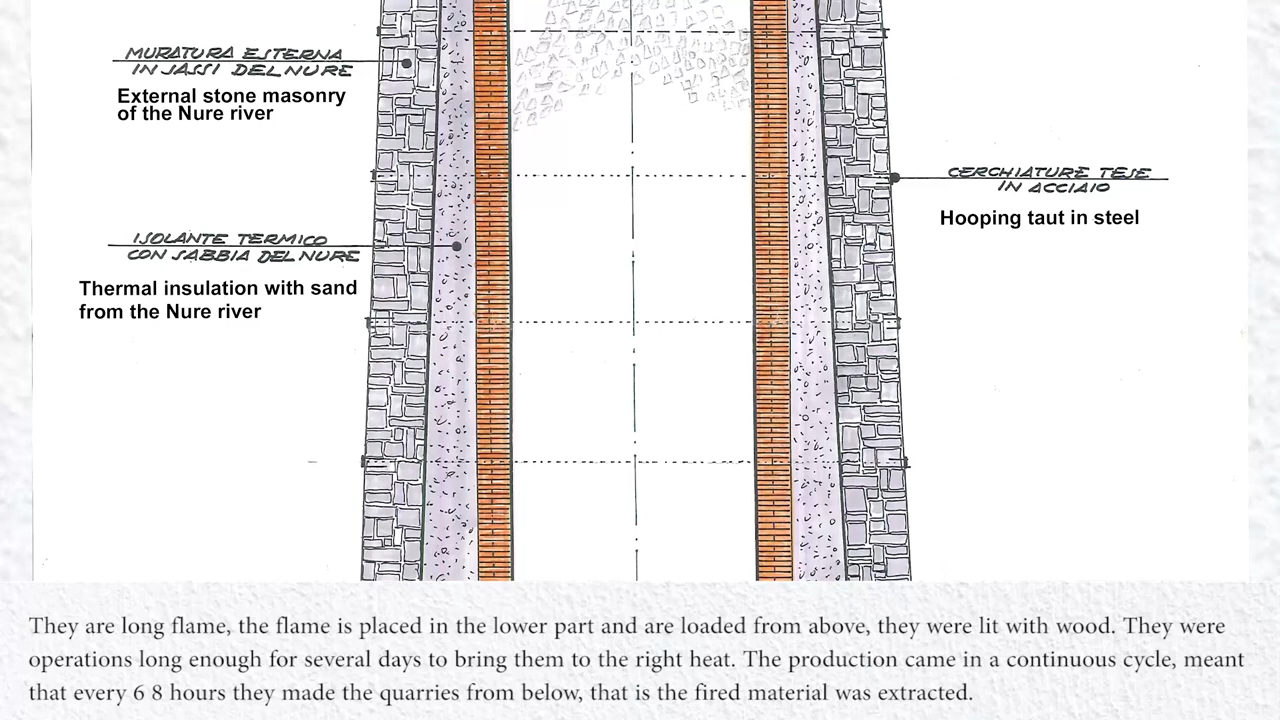 MURATURA ESTERNA
IN SASSI DEL NURE
External stone masonry
of the Nure river
CERCHIATURE TESE
IN ACCIAIO
Hooping taut in steel
ISOLANTE TERMICO
CON SABBIA DEL NURE
Thermal insulation with sand
from the Nure river
They are long flame, the flame is placed in the lower part and are loaded from above, they were lit with wood. They were
operations long enough for several days to bring them to the right heat. The production came in a continuous cycle, meant
that every 6 8 hours they made the quarries from below, that is the fired material was extracted.